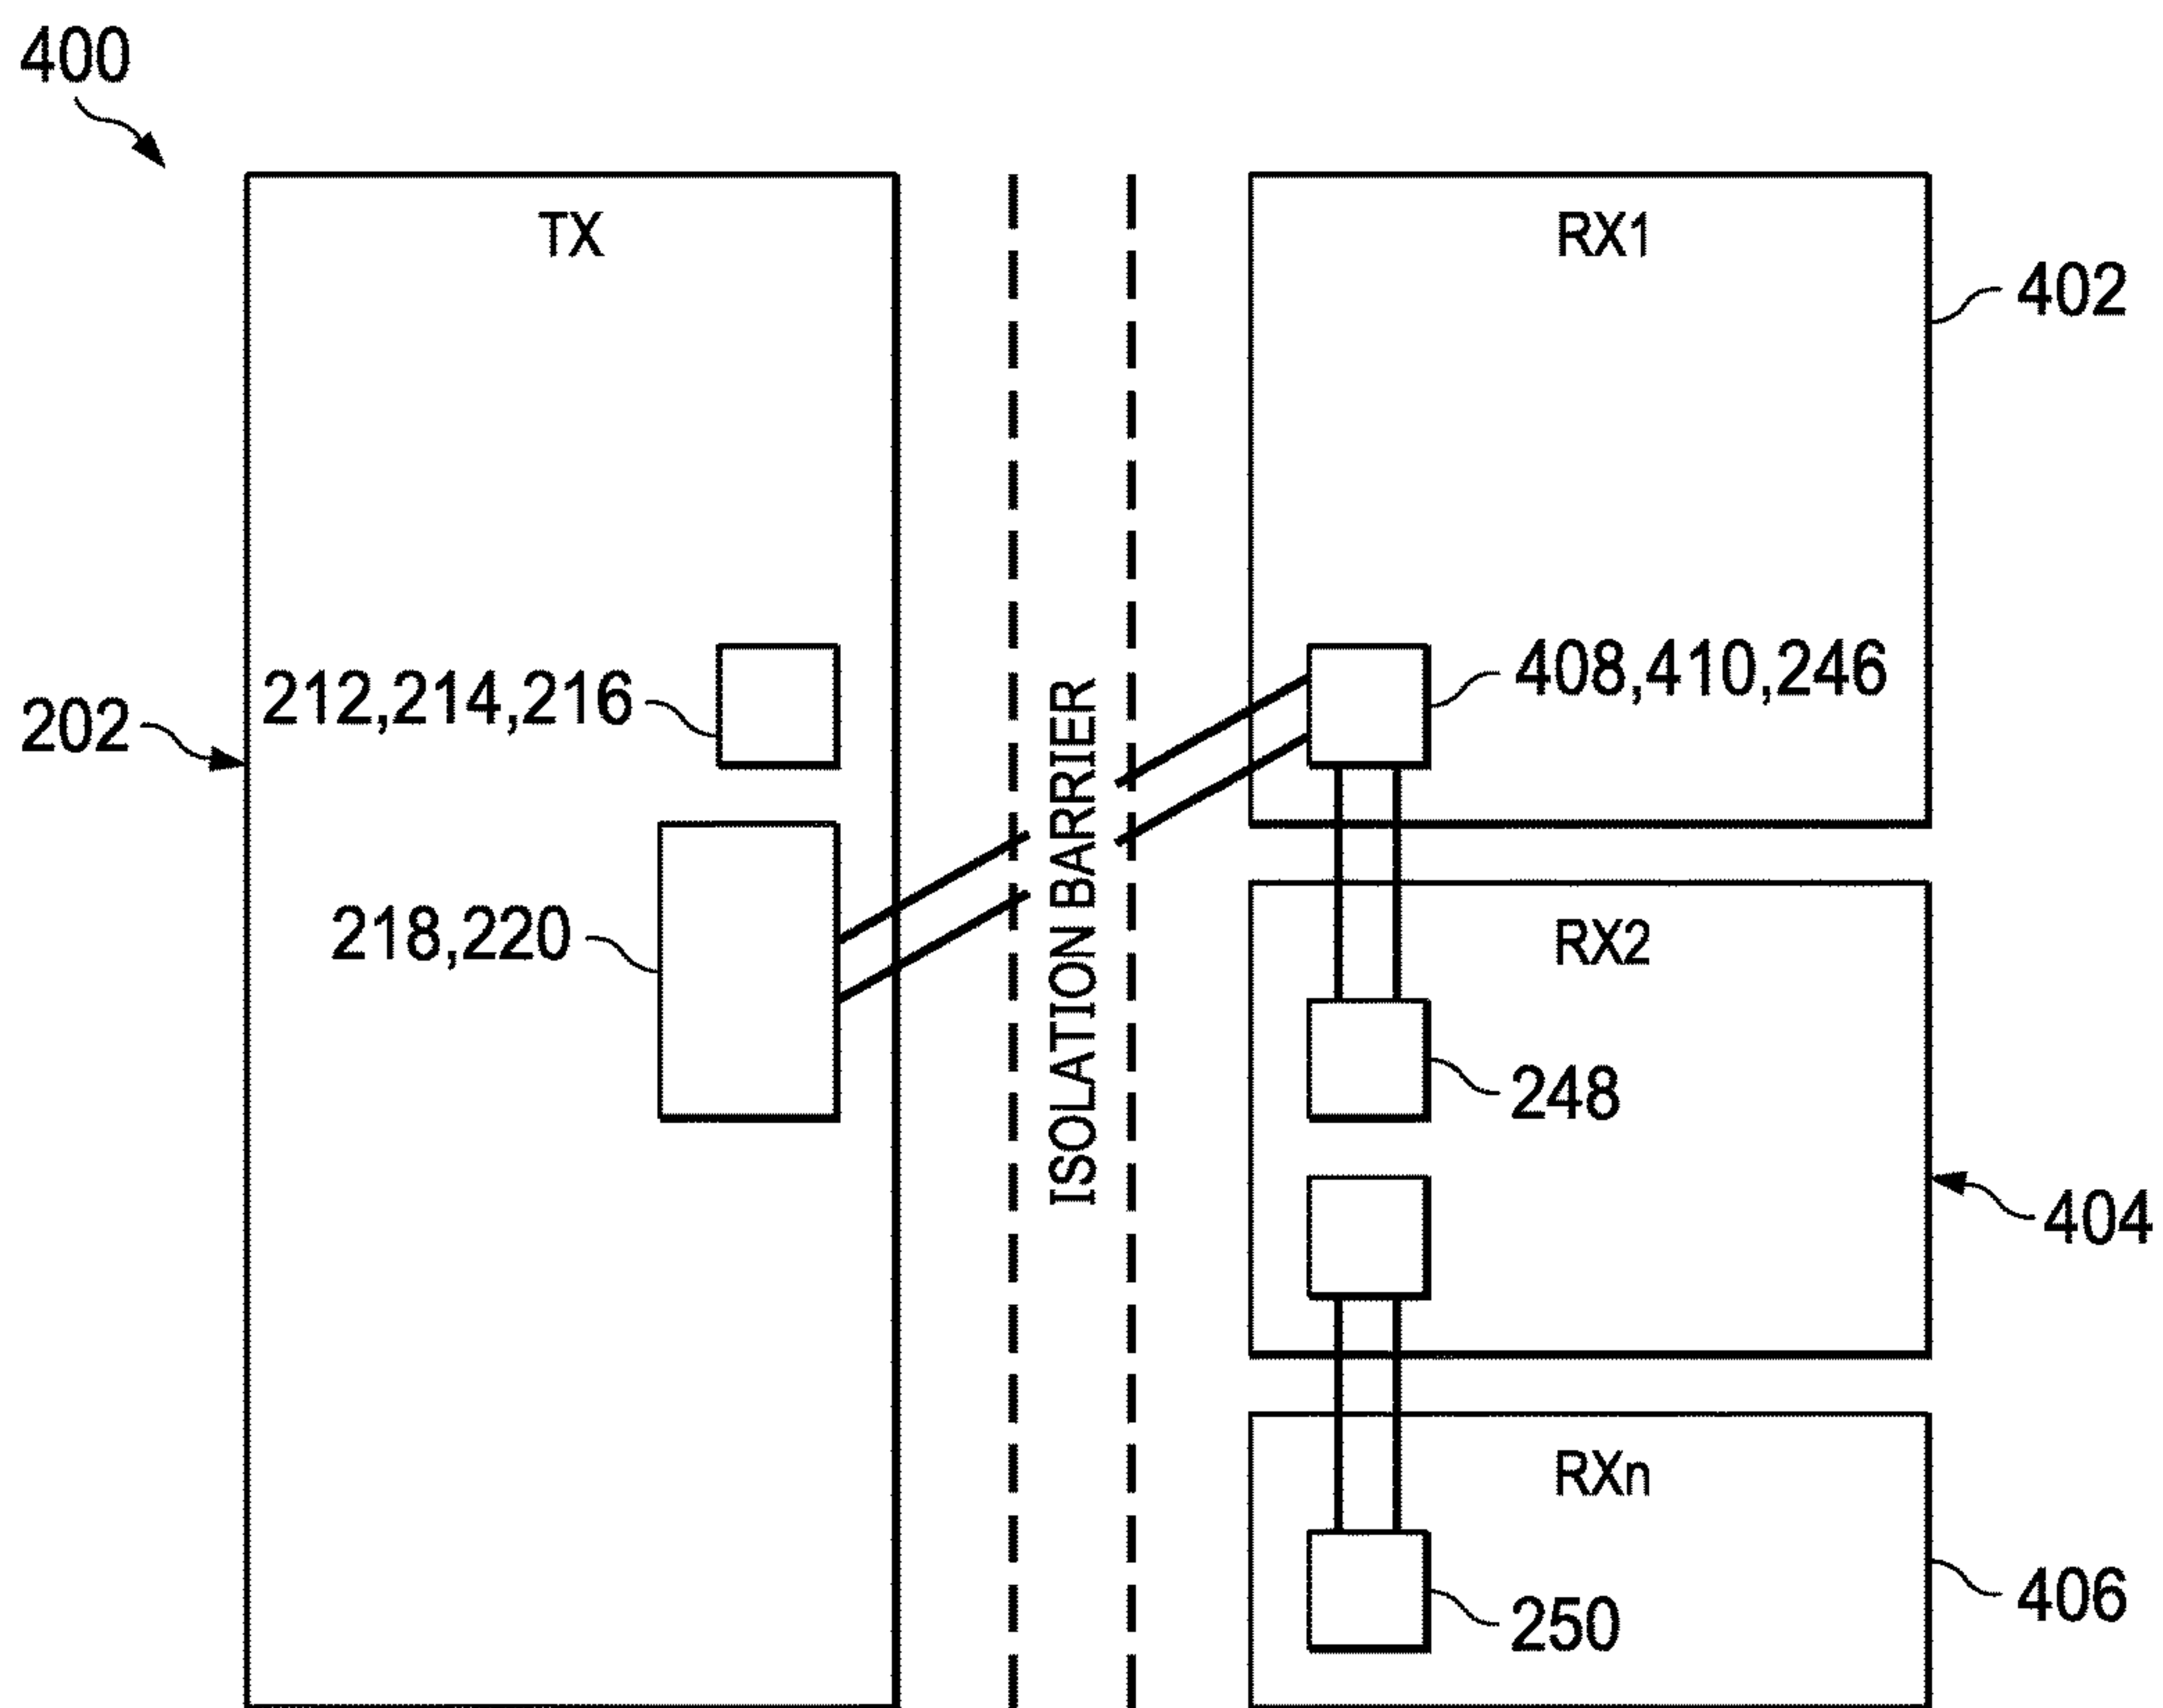 400
TX
RX1
402
212,214,216
408,410,246
202
ISOLATION BARRIER
218,220
RX2
248
404
RXn
250
406